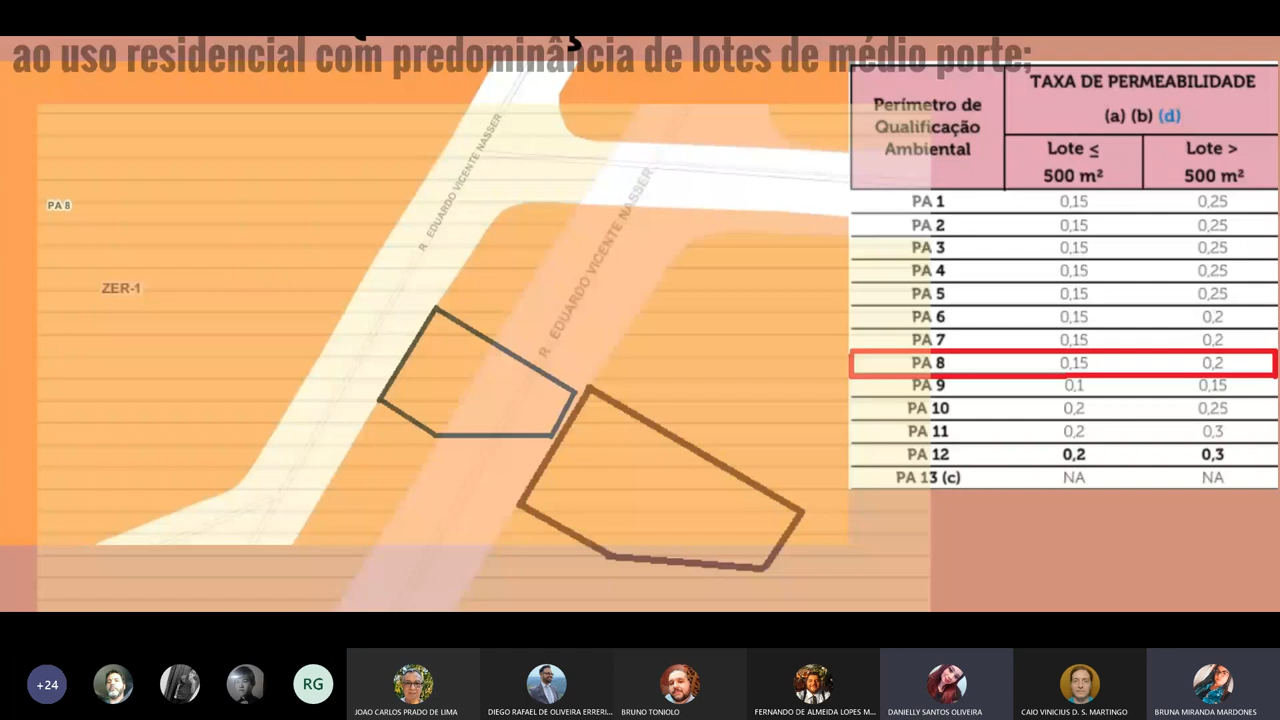 ao uso residencial com predominância de lotes de médio porte;
Perímetro de Qualificação Ambiental
TAXA DE PERMEABILIDADE
(a) (b) (d)
Lote ≤ 500 m²
Lote > 500 m²
PA 1 0,15 0,25
PA 2 0,15 0,25
PA 3 0,15 0,25
PA 4 0,15 0,25
PA 5 0,15 0,25
PA 6 0,15 0,2
PA 7 0,15 0,2
PA 8 0,15 0,2
PA 9 0,1 0,15
PA 10 0,2 0,25
PA 11 0,2 0,3
PA 12 0,2 0,3
PA 13 (c) NA NA
PA 8
ZER-1
R EDUARDO VICENTE NASSER
R EDUARDO VICENTE NASSER
+24
RG
JOAO CARLOS PRADO DE LIMA
DIEGO RAFAEL DE OLIVEIRA ERRERI...
BRUNO TONIOLO
FERNANDO DE ALMEIDA LOPES M...
DANIELLY SANTOS OLIVEIRA
CAIO VINICIUS D. S. MARTINGO
BRUNA MIRANDA MARDONES